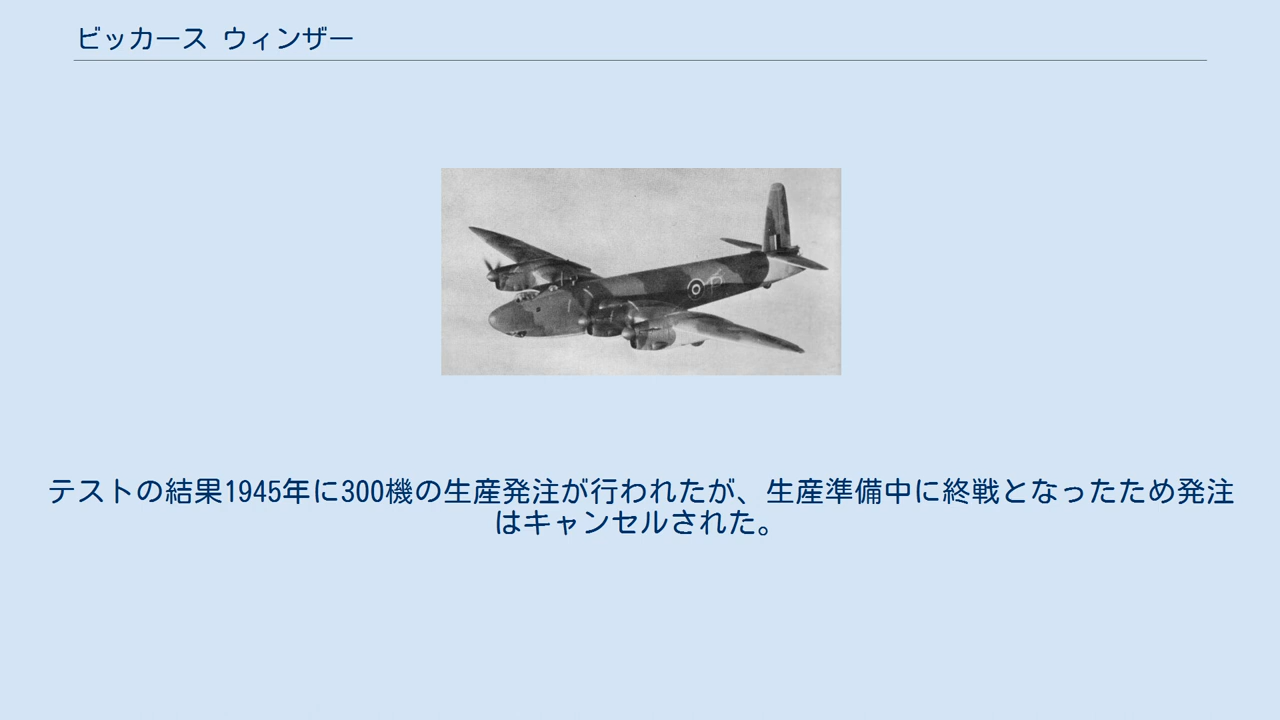 ビッカース ウィンザー
テストの結果1945年に300機の生産発注が行われたが、生産準備中に終戦となったため発注
はキャンセルされた。